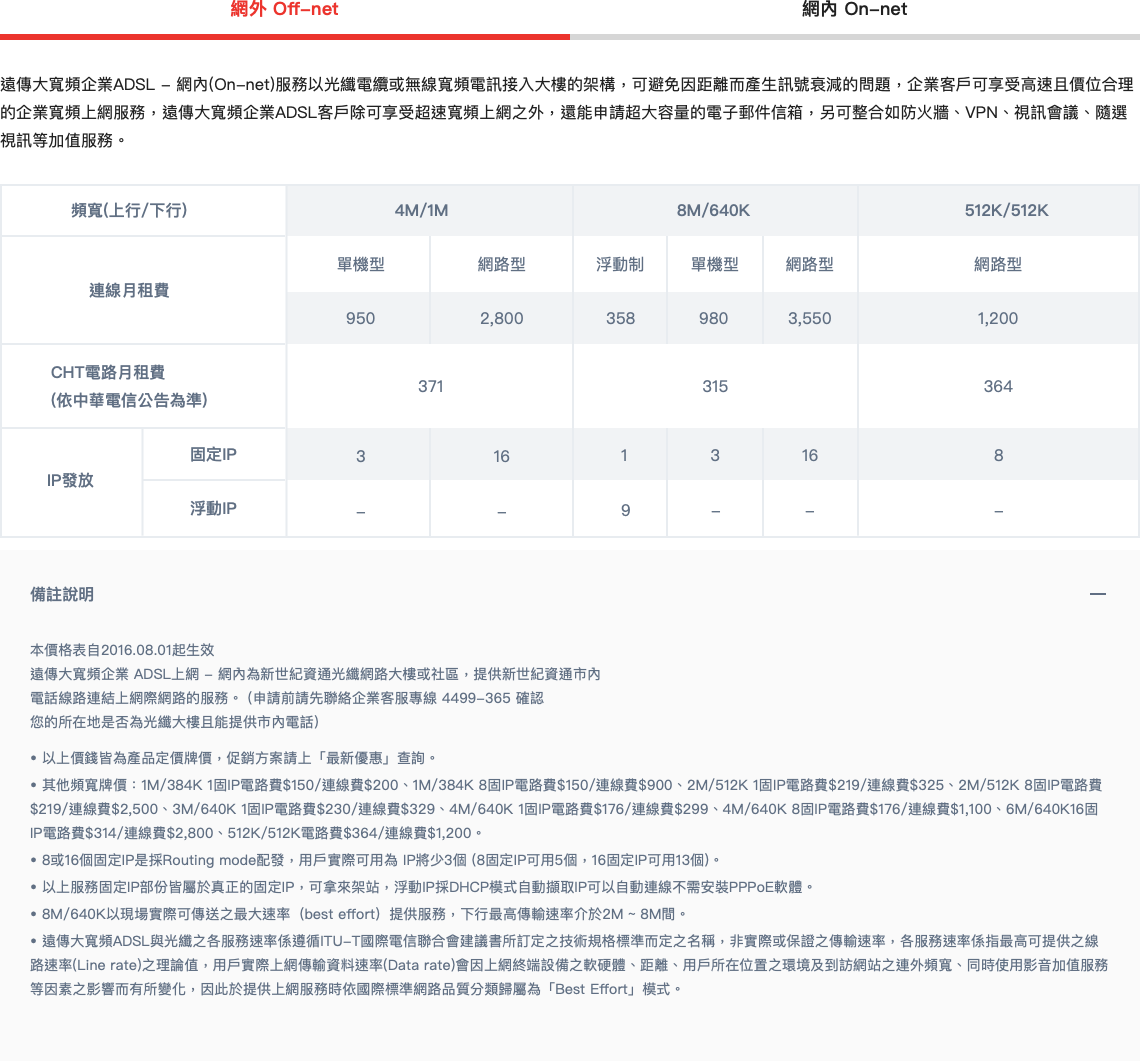 網外 Off-net
網內 On-net
遠傳大寬頻企業ADSL – 網內(On-net)服務以光纖電纜或無線寬頻電訊接入大樓的架構，可避免因距離而產生訊號衰減的問題，企業客戶可享受高速且價位合理
的企業寬頻上網服務，遠傳大寬頻企業ADSL客戶除可享受超速寬頻上網之外，還能申請超大容量的電子郵件信箱，另可整合如防火牆、VPN、視訊會議、隨選
視訊等加值服務。
頻寬(上行/下行) 4M/1M 8M/640K 512K/512K
單機型 網路型 浮動制 單機型 網路型 網路型
連線月租費
950 2,800 358 980 3,550 1,200
CHT電路月租費
(依中華電信公告為準)
371 315 364
IP發放
固定IP 3 16 1 3 16 8
浮動IP – – 9 – – –
備註說明 —
本價格表自2016.08.01起生效
遠傳大寬頻企業 ADSL上網 – 網內為新世紀資通光纖網路大樓或社區，提供新世紀資通市內
電話線路連結上網際網路的服務。 (申請前請先聯絡企業客服專線 4499-365 確認
您的所在地是否為光纖大樓且能提供市內電話)
• 以上價錢皆為產品定價牌價，促銷方案請上「最新優惠」查詢。
• 其他頻寬牌價：1M/384K 1固IP電路費$150/連線費$200、1M/384K 8固IP電路費$150/連線費$900、2M/512K 1固IP電路費$219/連線費$325、2M/512K 8固IP電路費
$219/連線費$2,500、3M/640K 1固IP電路費$230/連線費$329、4M/640K 1固IP電路費$176/連線費$299、4M/640K 8固IP電路費$176/連線費$1,100、6M/640K16固
IP電路費$314/連線費$2,800、512K/512K電路費$364/連線費$1,200。
• 8或16個固定IP是採Routing mode配發，用戶實際可用為 IP將少3個 (8固定IP可用5個，16固定IP可用13個)。
• 以上服務固定IP部份皆屬於真正的固定IP，可拿來架站，浮動IP採DHCP模式自動擷取IP可以自動連線不需安裝PPPoE軟體。
• 8M/640K以現場實際可傳送之最大速率（best effort）提供服務，下行最高傳輸速率介於2M ~ 8M間。
• 遠傳大寬頻ADSL與光纖之各服務速率係遵循ITU-T國際電信聯合會建議書所訂定之技術規格標準而定之名稱，非實際或保證之傳輸速率，各服務速率係指最高可提供之線
路速率(Line rate)之理論值，用戶實際上網傳輸資料速率(Data rate)會因上網終端設備之軟硬體、距離、用戶所在位置之環境及到訪網站之連外頻寬、同時使用影音加值服務
等因素之影響而有所變化，因此於提供上網服務時依國際標準網路品質分類歸屬為「Best Effort」模式。